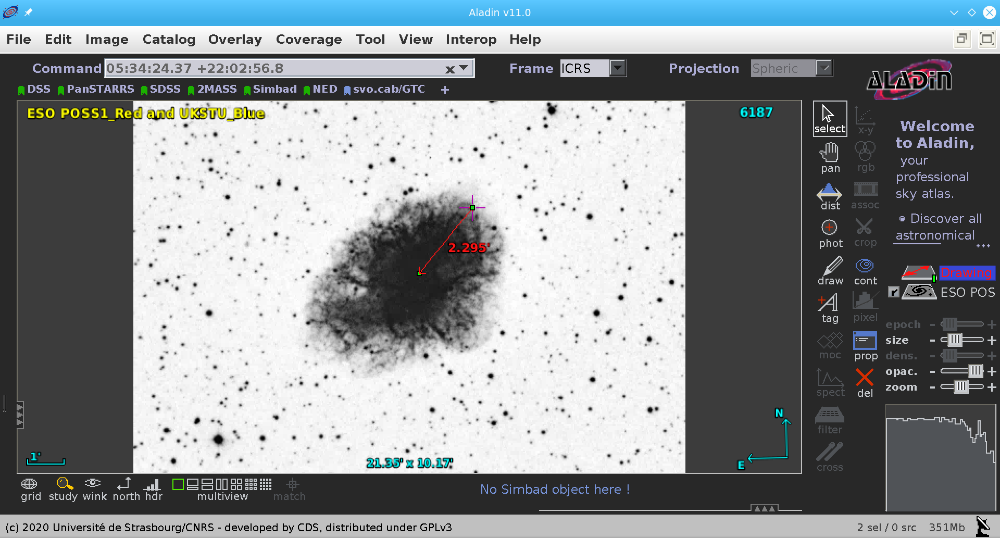 Aladin v11.0
File Edit Image Catalog Overlay Coverage Tool View Interop Help
Command 05:34:24.37 +22:02:56.8 Frame ICRS Projection Spheric
ALADIN
DSS PanSTARRS SDSS 2MASS Simbad NED svo.cab/GTC +
ESO POSS1_Red and UKSTU_Blue
6187
2.295'
1'
21.35' x 10.17'
N
E
select x-y
pan rgb
dist assoc
phot crop
draw cont
tag pixel
moc prop
spect del
filter
cross
Welcome
to Aladin,
your
professional
sky atlas.
• Discover all
astronomical
...
Drawing
ESO POS
epoch - +
size - +
dens. - +
opac. - +
zoom - +
grid study wink north hdr multiview match
No Simbad object here !
(c) 2020 Université de Strasbourg/CNRS - developed by CDS, distributed under GPLv3
2 sel / 0 src 351Mb